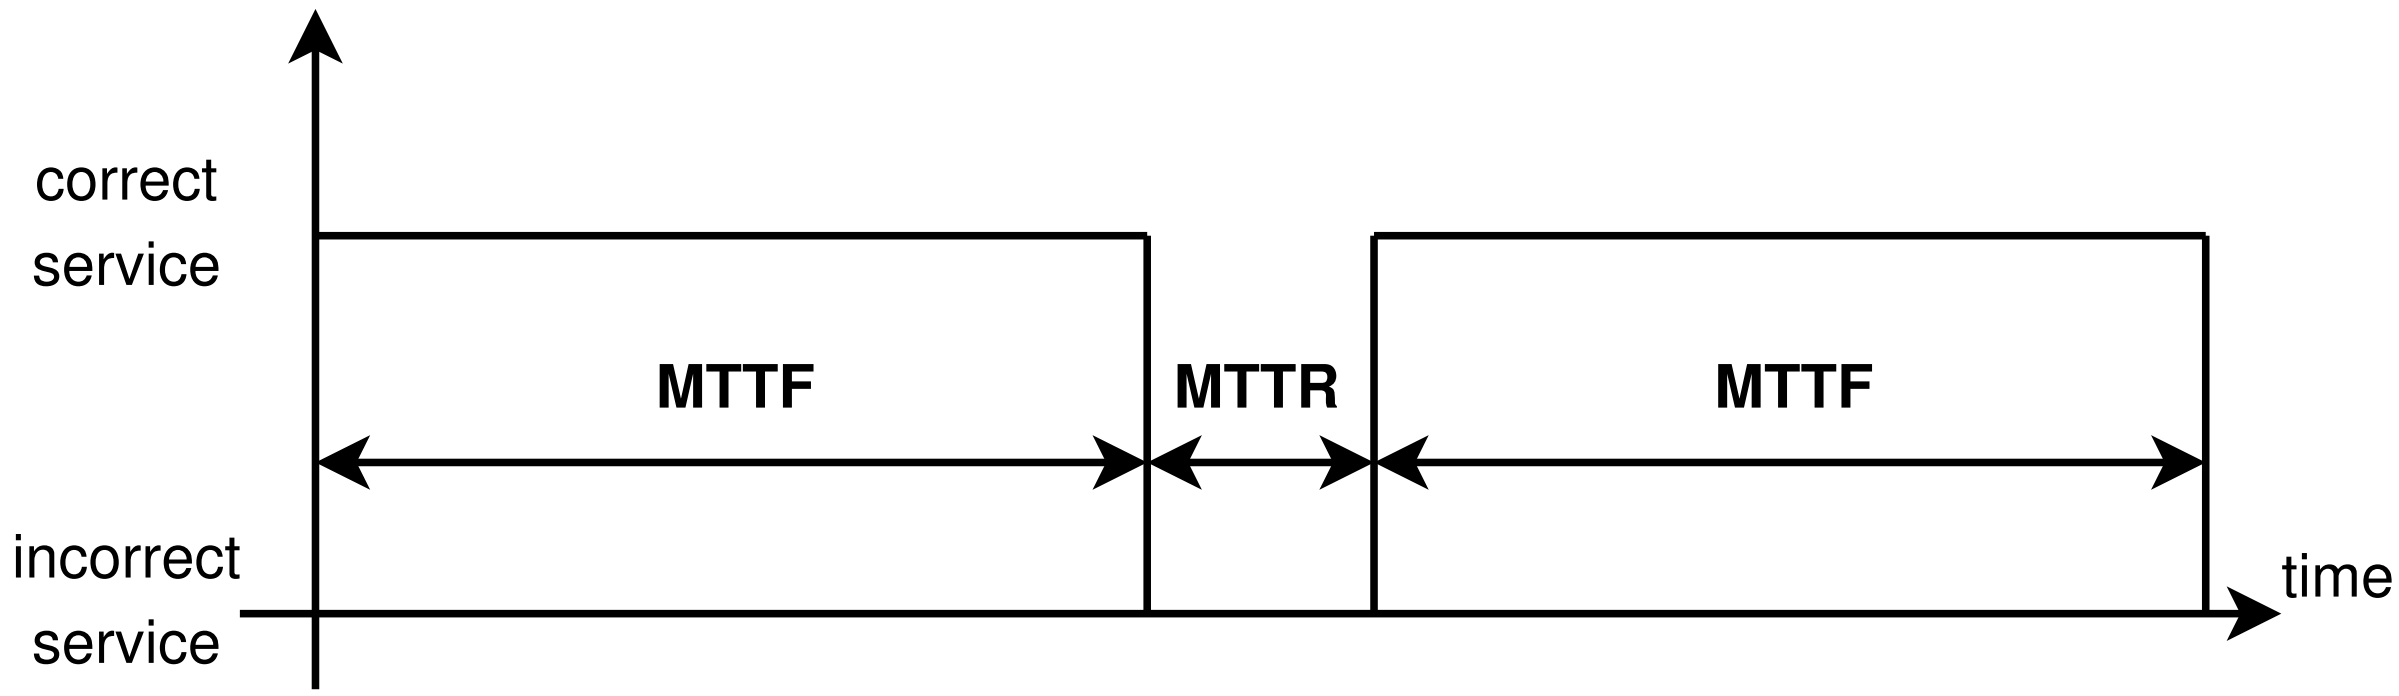 correct
service
MTTF
MTTR
MTTF
incorrect
service
time